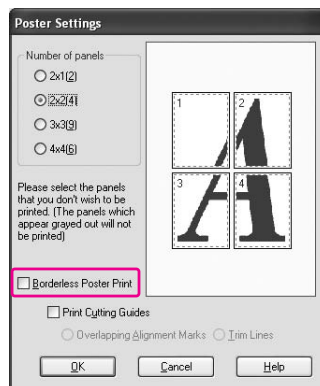 Poster Settings
Number of panels
2x1(2)
2x2(4)
3x3(9)
4x4(6)
Please select the panels
that you don't wish to be
printed. (The panels which
appear grayed out will not
be printed)
1
2
3
4
Borderless Poster Print
Print Cutting Guides
Overlapping Alignment Marks
Trim Lines
OK
Cancel
Help